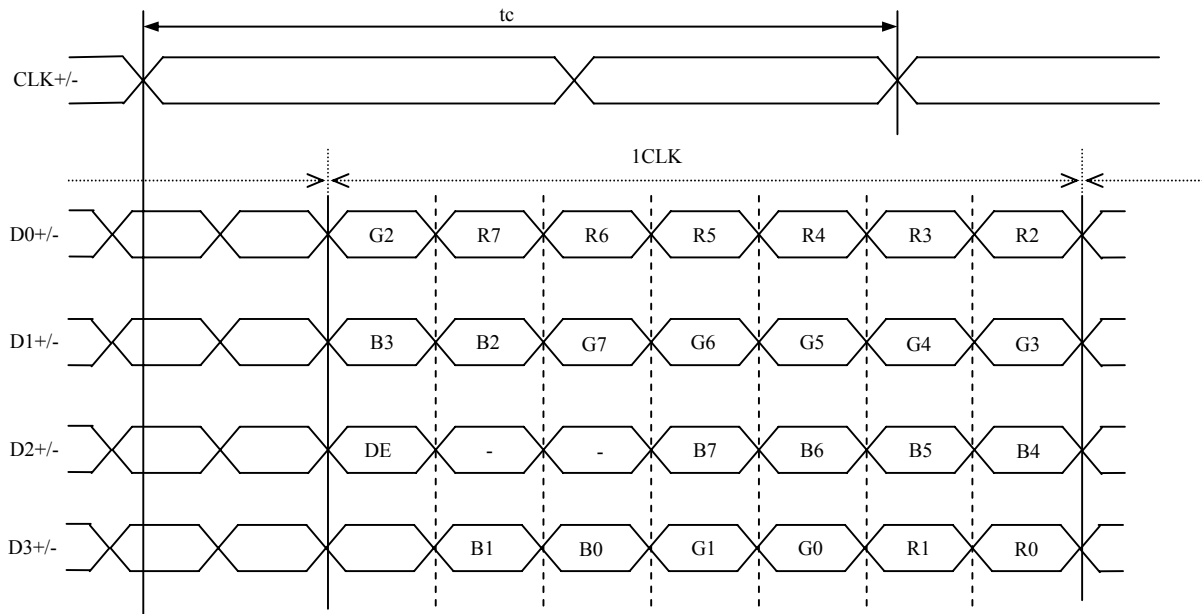 tc
CLK+/-
1CLK
D0+/- G2 R7 R6 R5 R4 R3 R2
D1+/- B3 B2 G7 G6 G5 G4 G3
D2+/- DE - - B7 B6 B5 B4
D3+/- B1 B0 G1 G0 R1 R0